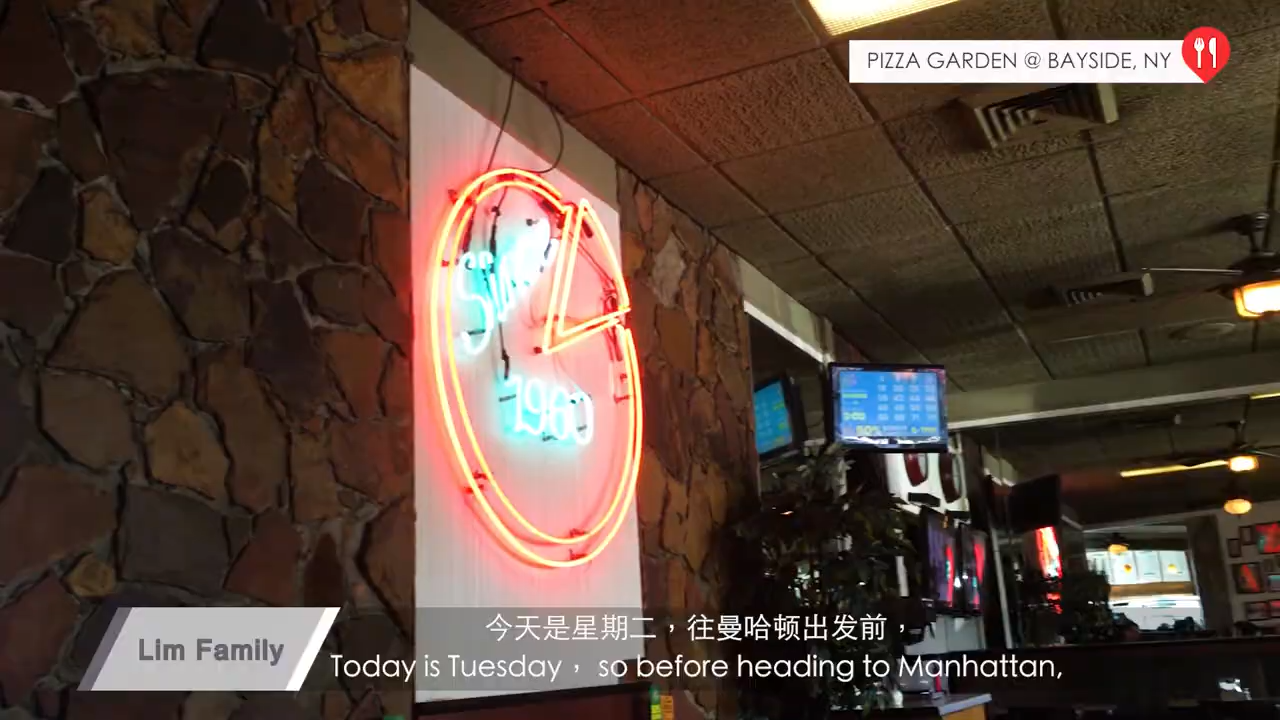 PIZZA GARDEN @ BAYSIDE, NY
1960
Lim Family
今天是星期二，往曼哈顿出发前，
Today is Tuesday， so before heading to Manhattan,